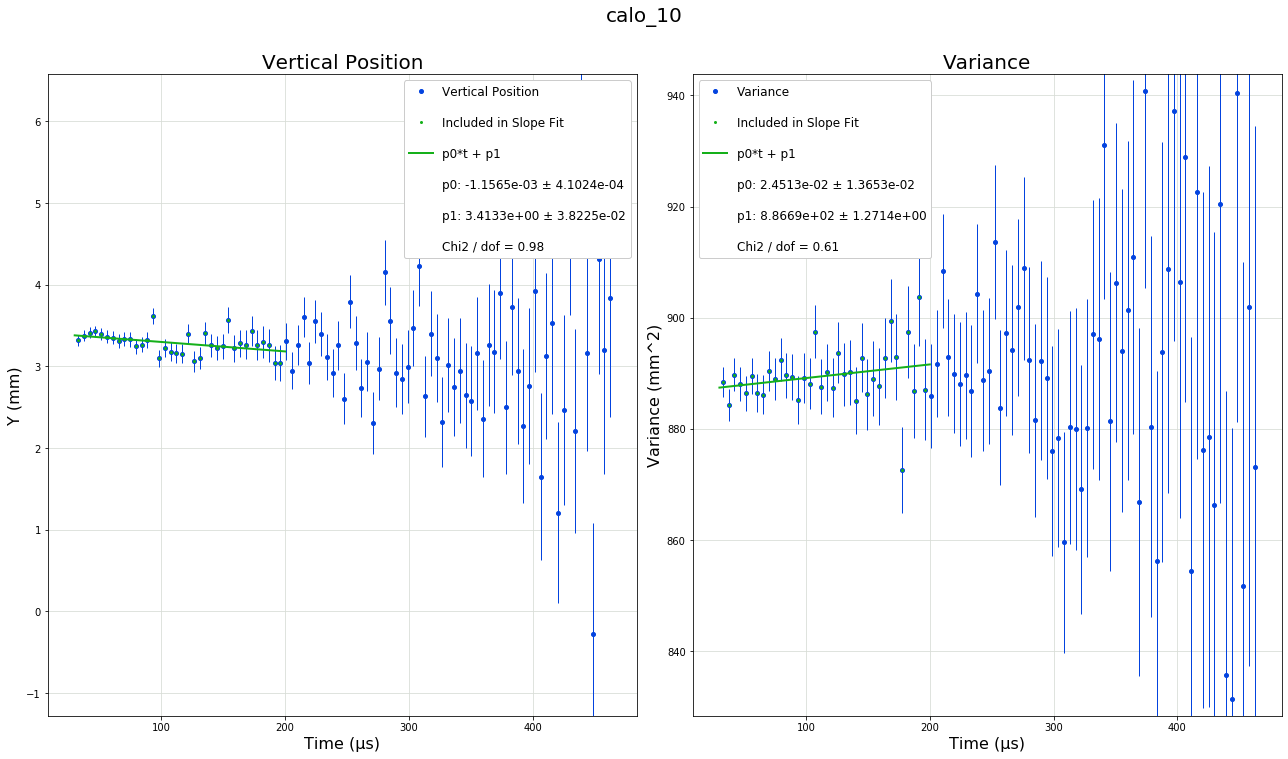 calo_10
Vertical Position
Vertical Position
Included in Slope Fit
p0*t + p1
p0: -1.1565e-03 ± 4.1024e-04
p1: 3.4133e+00 ± 3.8225e-02
Chi2 / dof = 0.98
6
5
4
3
2
1
0
−1
Y (mm)
100
200
300
400
Time (μs)
Variance
Variance
Included in Slope Fit
p0*t + p1
p0: 2.4513e-02 ± 1.3653e-02
p1: 8.8669e+02 ± 1.2714e+00
Chi2 / dof = 0.61
940
920
900
880
860
840
Variance (mm^2)
100
200
300
400
Time (μs)